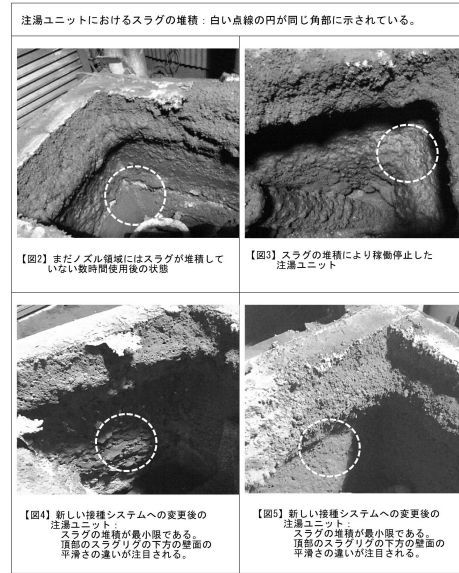 注湯ユニットにおけるスラグの堆積：白い点線の円が同じ角部に示されている。
【図2】まだノズル領域にはスラグが堆積して
いない数時間使用後の状態
【図3】スラグの堆積により稼働停止した
注湯ユニット
【図4】新しい接種システムへの変更後の
注湯ユニット：
スラグの堆積が最小限である。
頂部のスラグリグの下方の壁面の
平滑さの違いが注目される。
【図5】新しい接種システムへの変更後の
注湯ユニット：
スラグの堆積が最小限である。
頂部のスラグリグの下方の壁面の
平滑さの違いが注目される。